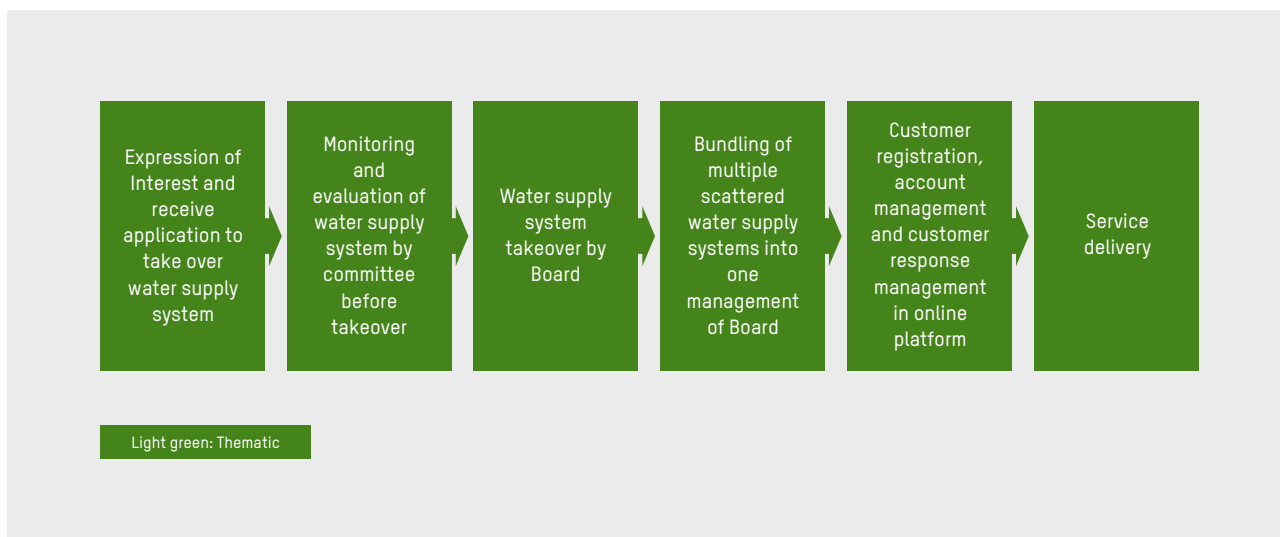 Expression of
Interest and
receive
application to
take over
water supply
system
Monitoring
and
evaluation of
water supply
system by
committee
before
takeover
Water supply
system
takeover by
Board
Bundling of
multiple
scattered
water supply
systems into
one
management
of Board
Customer
registration,
account
management
and customer
response
management
in online
platform
Service
delivery
Light green: Thematic